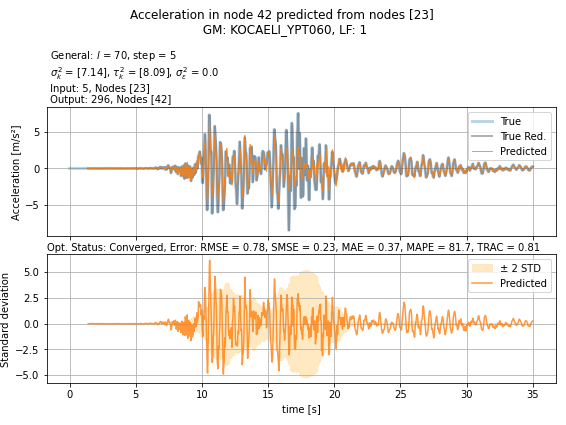 Acceleration in node 42 predicted from nodes [23]
GM: KOCAELI_YPT060, LF: 1
General: l = 70, step = 5
σ²ₖ = [7.14], τ²ₖ = [8.09], σ²ε = 0.0
Input: 5, Nodes [23]
Output: 296, Nodes [42]
Acceleration [m/s²]
5
0
−5
True
True Red.
Predicted
Opt. Status: Converged, Error: RMSE = 0.78, SMSE = 0.23, MAE = 0.37, MAPE = 81.7, TRAC = 0.81
Standard deviation
5.0
2.5
0.0
−2.5
−5.0
± 2 STD
Predicted
0 5 10 15 20 25 30 35
time [s]